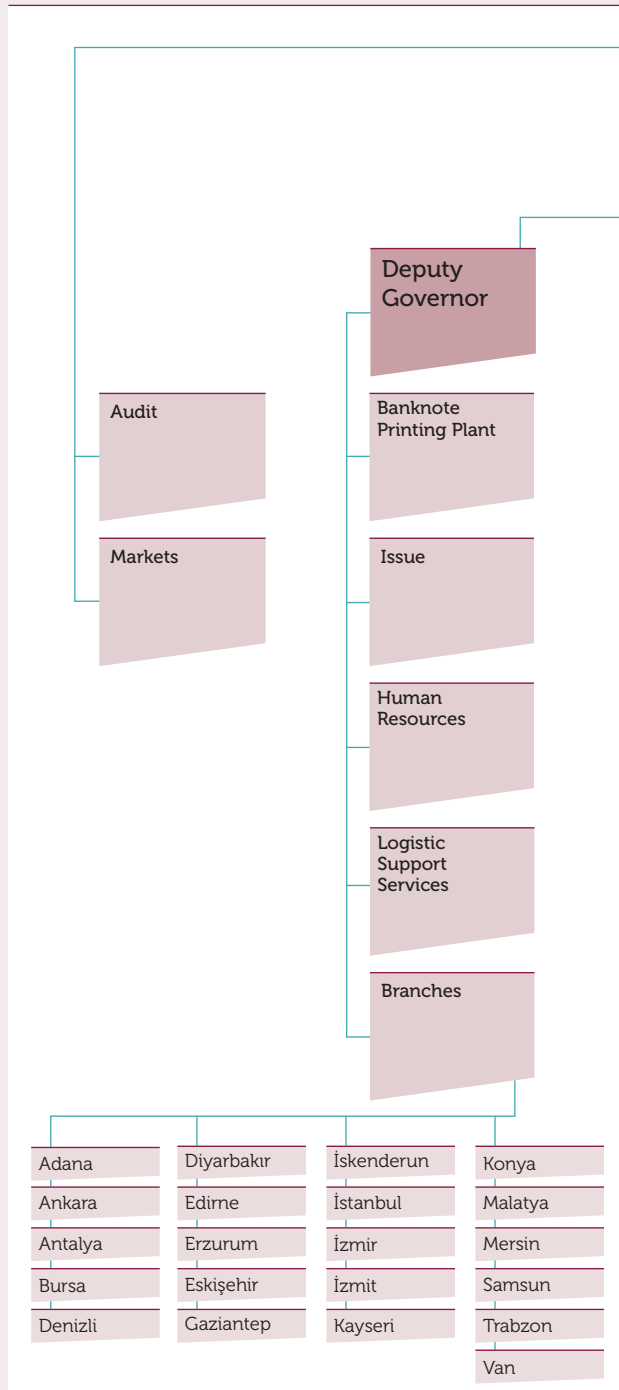 Deputy
Governor
Audit
Banknote
Printing Plant
Markets
Issue
Human
Resources
Logistic
Support
Services
Branches
Adana
Ankara
Antalya
Bursa
Denizli
Diyarbakır
Edirne
Erzurum
Eskişehir
Gaziantep
İskenderun
İstanbul
İzmir
İzmit
Kayseri
Konya
Malatya
Mersin
Samsun
Trabzon
Van